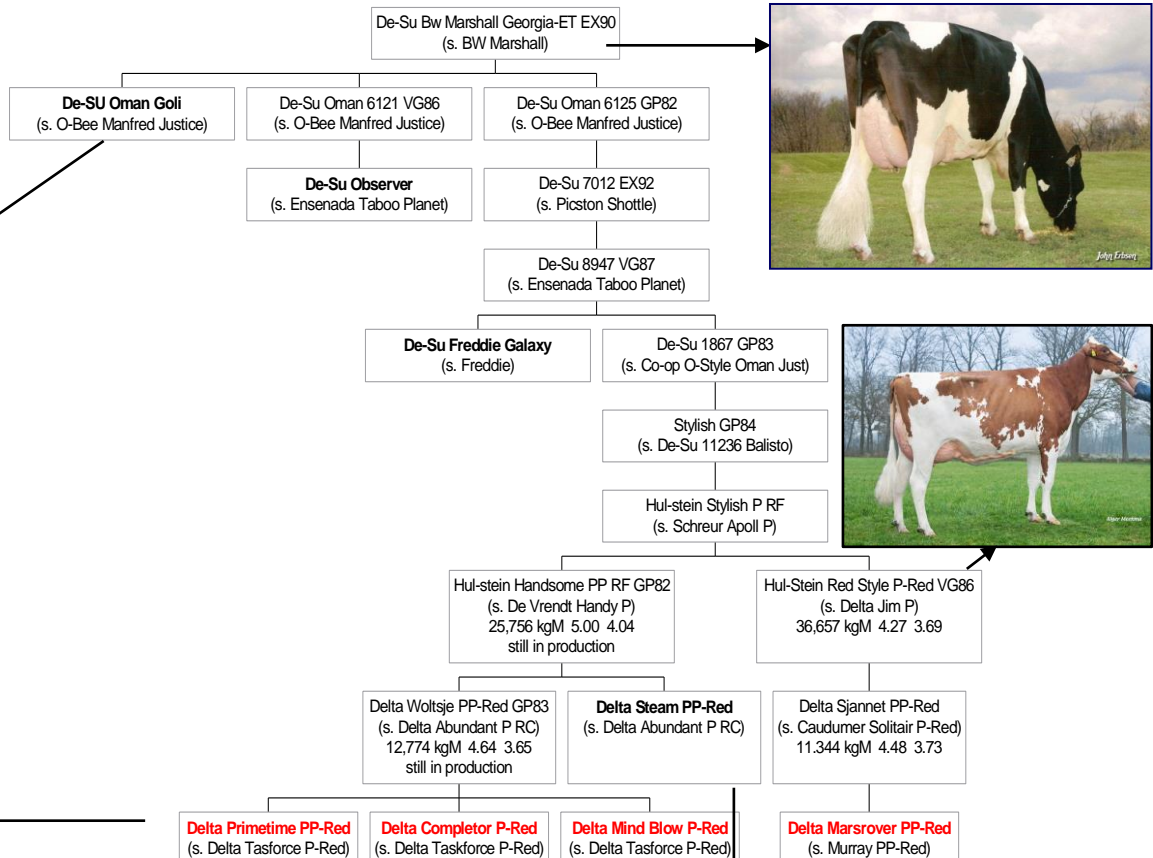 De-Su Bw Marshall Georgia-ET EX90
(s. BW Marshall)
De-SU Oman Goli
(s. O-Bee Manfred Justice)
De-Su Oman 6121 VG86
(s. O-Bee Manfred Justice)
De-Su Oman 6125 GP82
(s. O-Bee Manfred Justice)
De-Su Observer
(s. Ensenada Taboo Planet)
De-Su 7012 EX92
(s. Picston Shottle)
John Erbsen
De-Su 8947 VG87
(s. Ensenada Taboo Planet)
De-Su Freddie Galaxy
(s. Freddie)
De-Su 1867 GP83
(s. Co-op O-Style Oman Just)
Stylish GP84
(s. De-Su 11236 Balisto)
Hul-stein Stylish P RF
(s. Schreur Apoll P)
Hul-stein Handsome PP RF GP82
(s. De Vrendt Handy P)
25,756 kgM 5.00 4.04
still in production
Hul-Stein Red Style P-Red VG86
(s. Delta Jim P)
36,657 kgM 4.27 3.69
Delta Woltsje PP-Red GP83
(s. Delta Abundant P RC)
12,774 kgM 4.64 3.65
still in production
Delta Steam PP-Red
(s. Delta Abundant P RC)
Delta Sjannet PP-Red
(s. Caudumer Solitair P-Red)
11.344 kgM 4.48 3.73
Delta Primetime PP-Red
(s. Delta Tasforce P-Red)
Delta Completor P-Red
(s. Delta Taskforce P-Red)
Delta Mind Blow P-Red
(s. Delta Tasforce P-Red)
Delta Marsrover PP-Red
(s. Murray PP-Red)